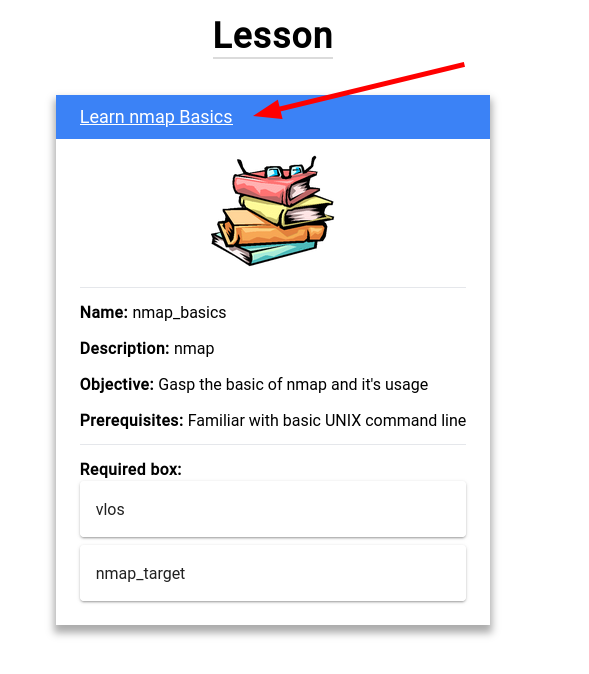 Lesson
Learn nmap Basics
Name: nmap_basics
Description: nmap
Objective: Gasp the basic of nmap and it's usage
Prerequisites: Familiar with basic UNIX command line
Required box:
vlos
nmap_target